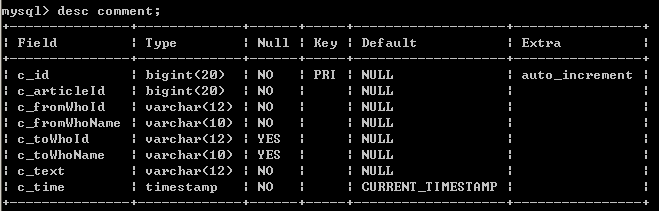 mysql> desc comment;
+---------------+-------------+------+-----+-------------------+----------------+
| Field | Type | Null | Key | Default | Extra |
+---------------+-------------+------+-----+-------------------+----------------+
| c_id | bigint(20) | NO | PRI | NULL | auto_increment |
| c_articleId | bigint(20) | NO | | NULL | |
| c_fromWhoId | varchar(12) | NO | | NULL | |
| c_fromWhoName | varchar(10) | NO | | NULL | |
| c_toWhoId | varchar(12) | YES | | NULL | |
| c_toWhoName | varchar(10) | YES | | NULL | |
| c_text | varchar(12) | NO | | NULL | |
| c_time | timestamp | NO | | CURRENT_TIMESTAMP | |
+---------------+-------------+------+-----+-------------------+----------------+